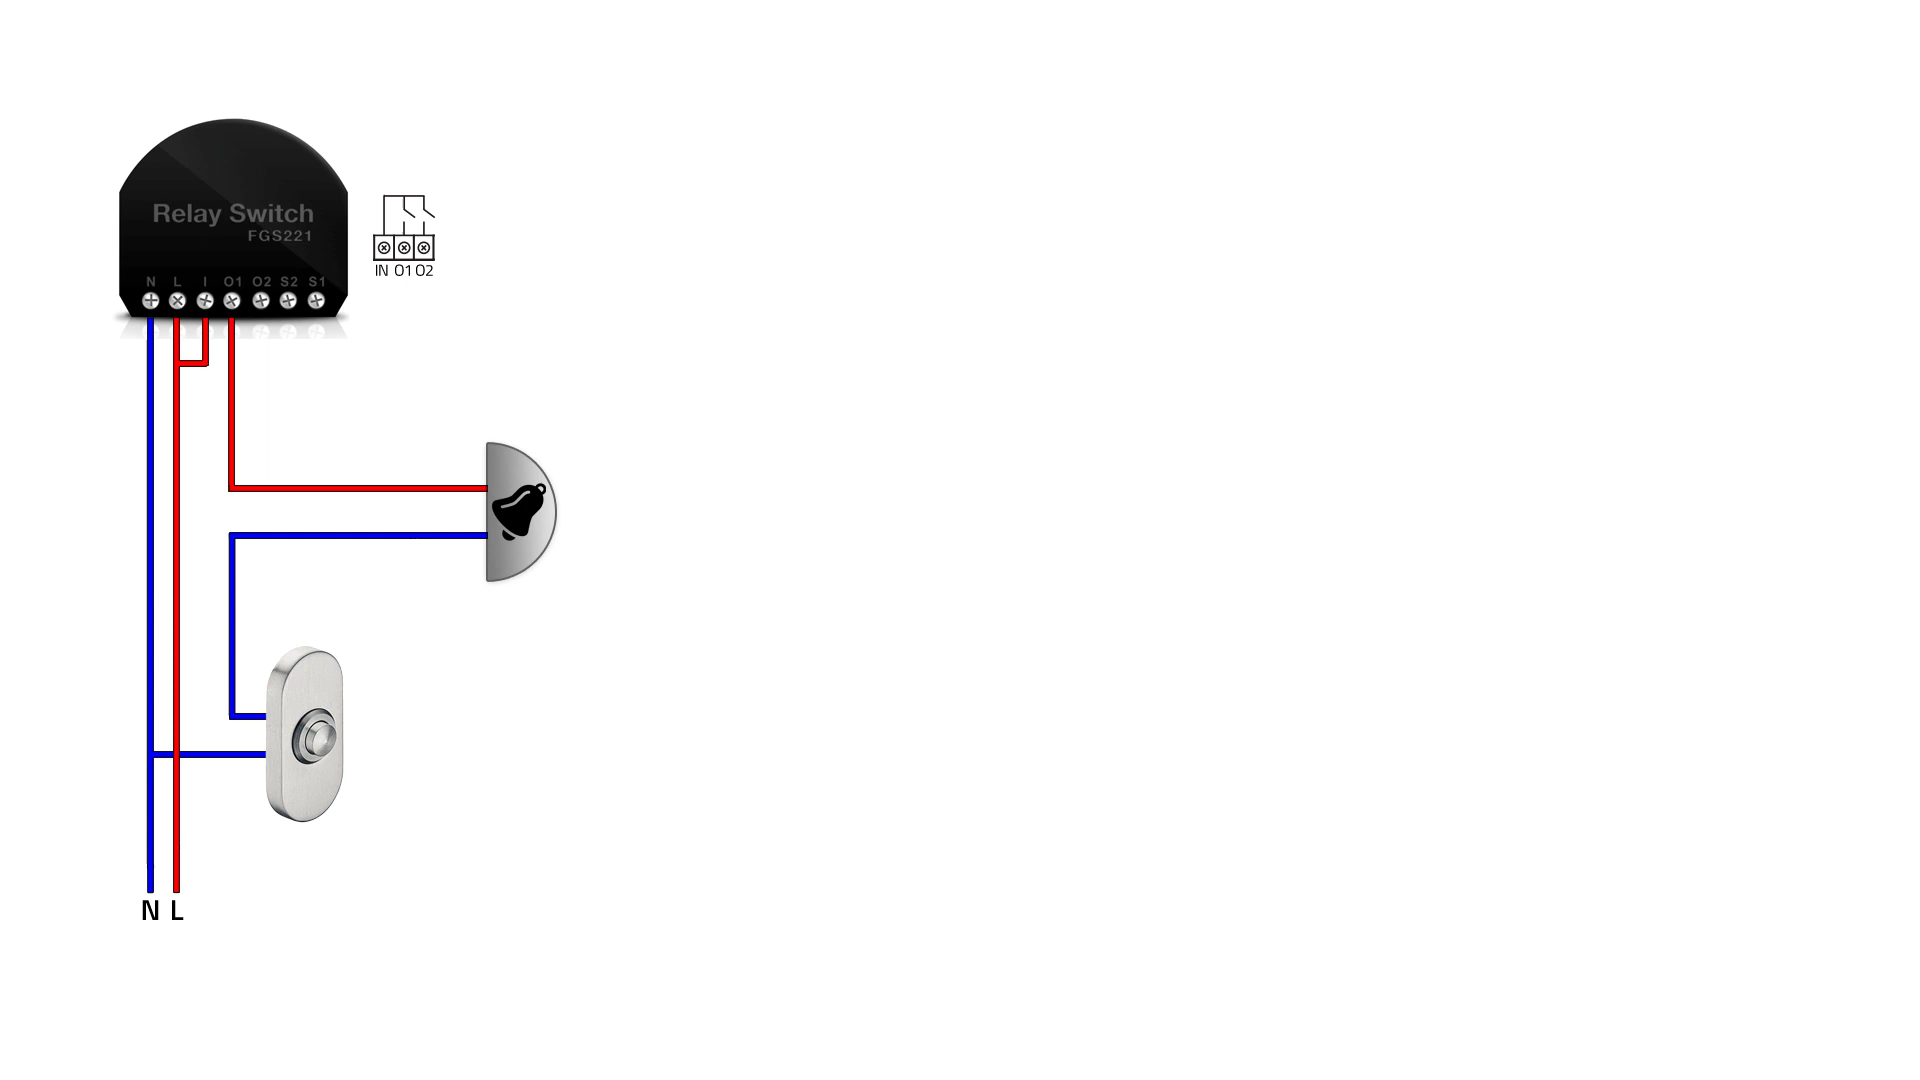 Relay Switch
FGS221
N L I O1 O2 S2 S1
IN O1 O2
N L